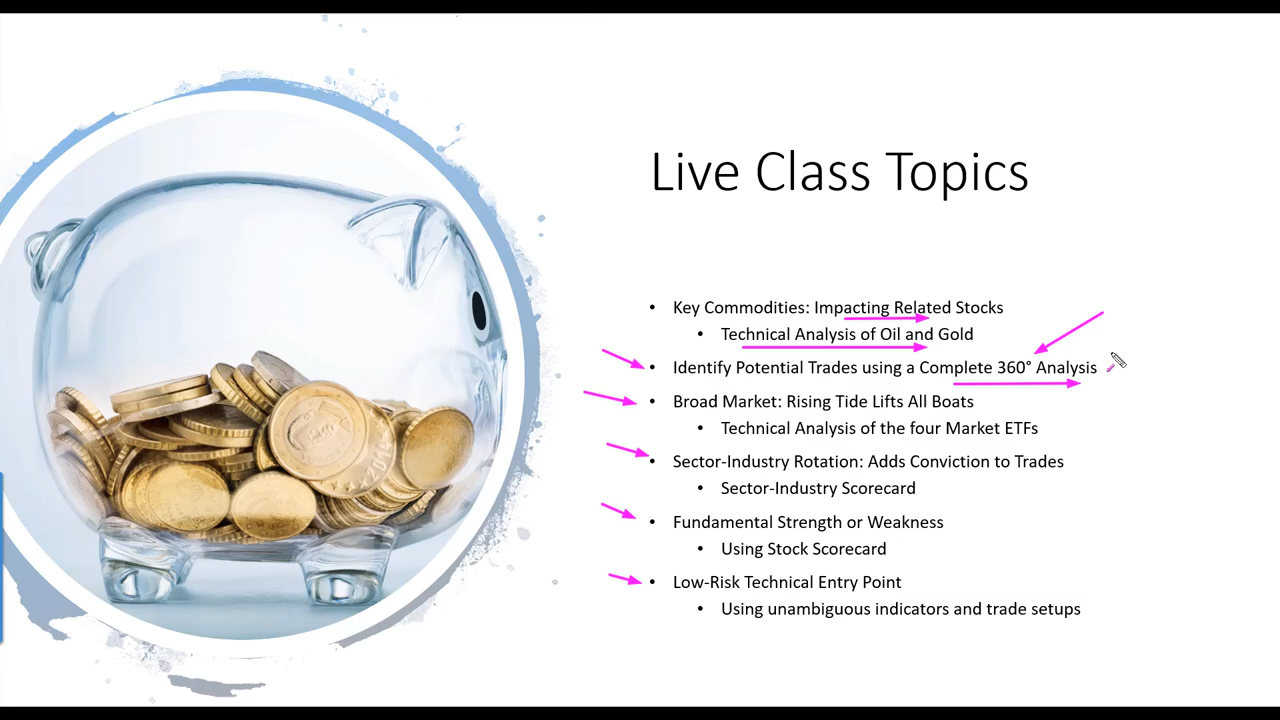 Live Class Topics
• Key Commodities: Impacting Related Stocks
• Technical Analysis of Oil and Gold
• Identify Potential Trades using a Complete 360° Analysis
• Broad Market: Rising Tide Lifts All Boats
• Technical Analysis of the four Market ETFs
• Sector-Industry Rotation: Adds Conviction to Trades
• Sector-Industry Scorecard
• Fundamental Strength or Weakness
• Using Stock Scorecard
• Low-Risk Technical Entry Point
• Using unambiguous indicators and trade setups